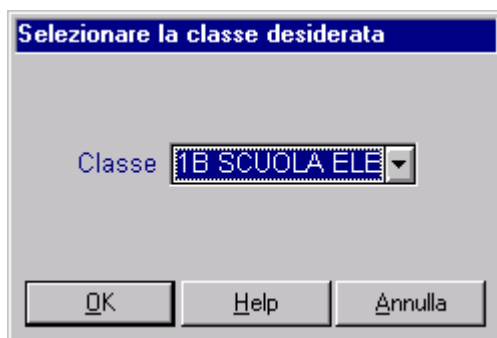 Selezionare la classe desiderata
Classe 1B SCUOLA ELE
OK Help Annulla